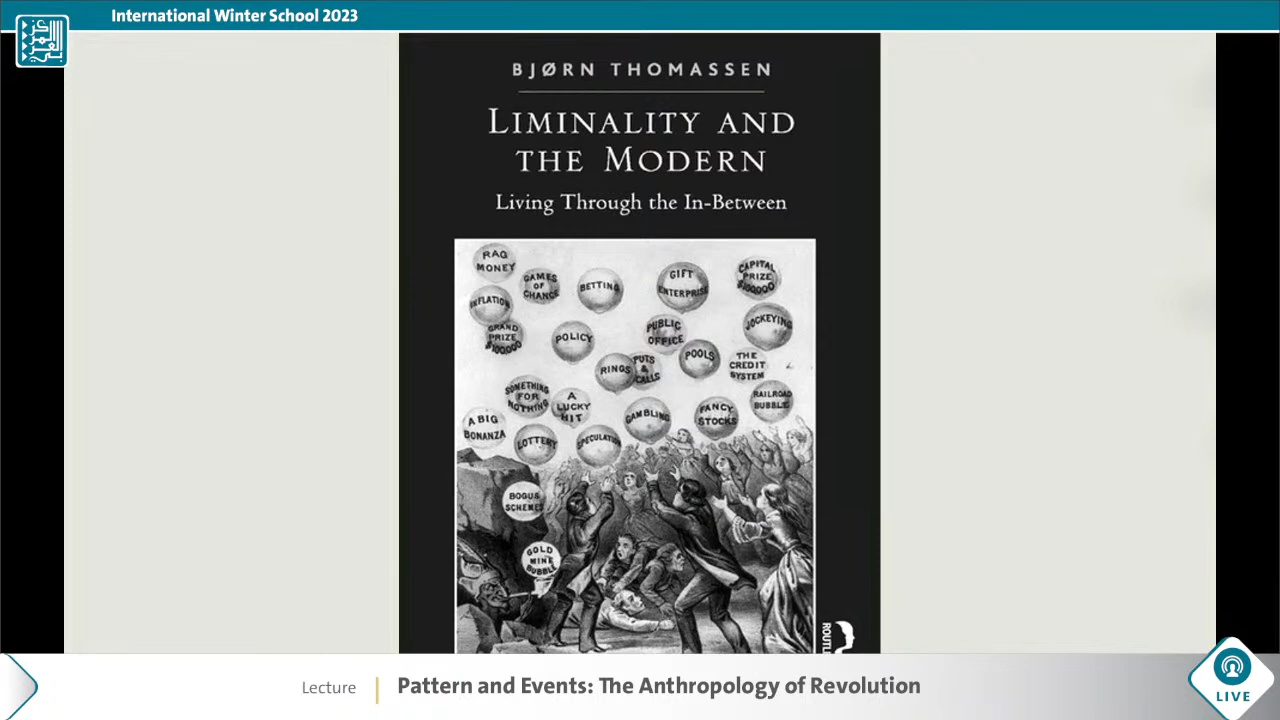 International Winter School 2023
BJØRN THOMASSEN
LIMINALITY AND
THE MODERN
Living Through the In-Between
RAG
MONEY
GAMES
OF
CHANCE
BETTING
GIFT
ENTERPRISE
CAPITAL
PRIZE
$100000
INFLATION
GRAND
PRIZE
$100000
POLICY
PUBLIC
OFFICE
JOCKEYING
RINGS
PUTS
&
CALLS
POOLS
THE
CREDIT
SYSTEM
SOMETHING
FOR
NOTHING
A
LUCKY
HIT
GAMBLING
FANCY
STOCKS
RAILROAD
BUBBLE
A BIG
BONANZA
LOTTERY
SPECULATION
BOGUS
SCHEMES
GOLD
MINE
BUBBLE
Lecture
Pattern and Events: The Anthropology of Revolution
LIVE